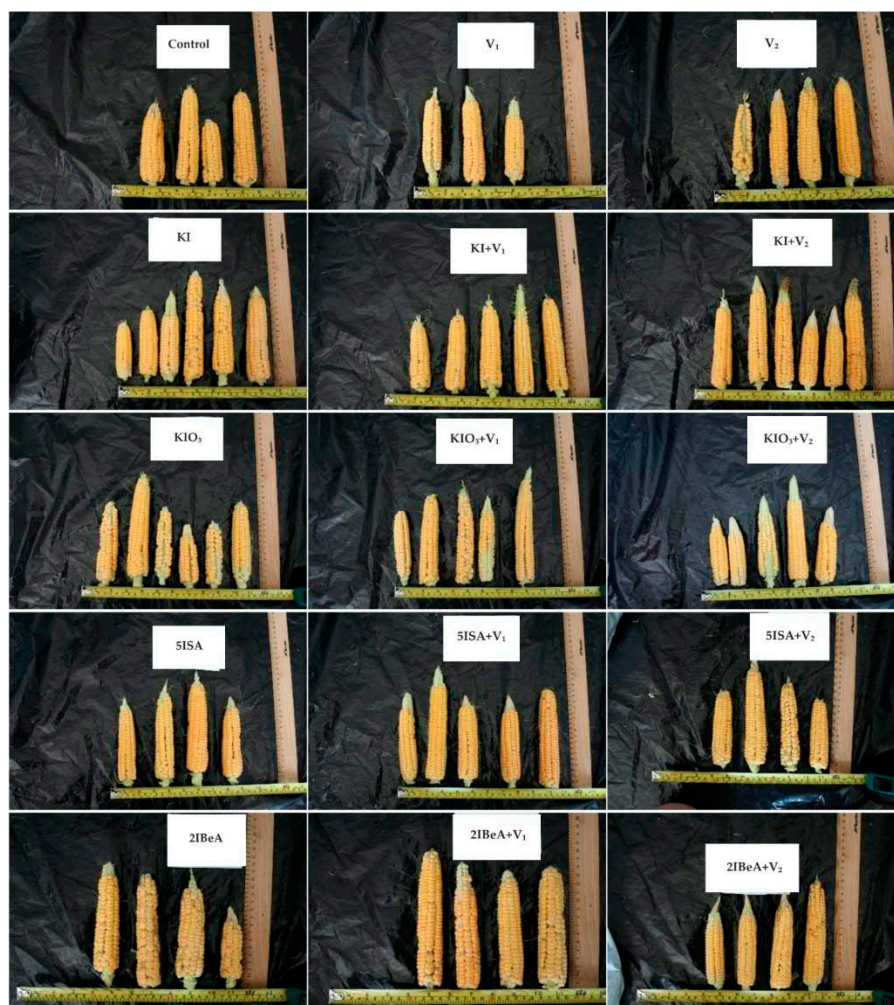 Control
V₁
V₂
KI
KI+V₁
KI+V₂
KIO₃
KIO₃+V₁
KIO₃+V₂
5ISA
5ISA+V₁
5ISA+V₂
2IBeA
2IBeA+V₁
2IBeA+V₂